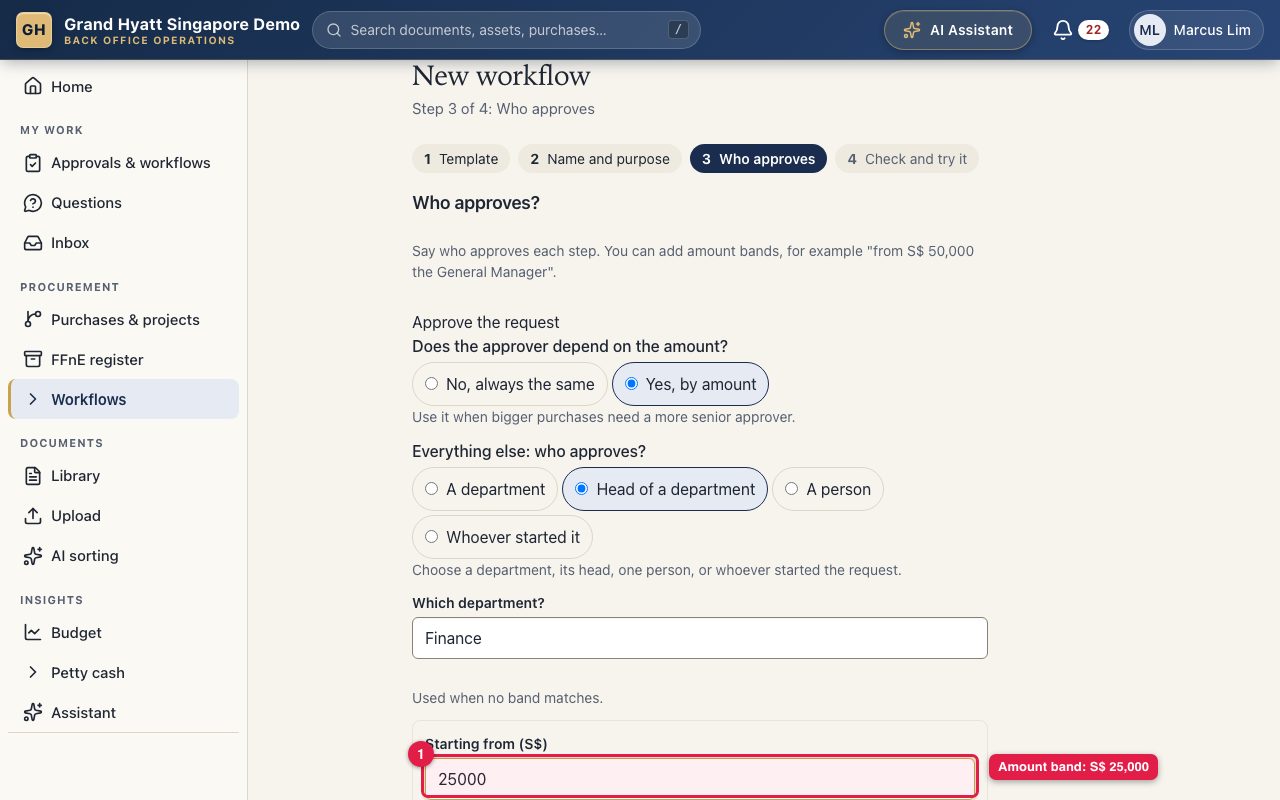 GH
Grand Hyatt Singapore Demo
BACK OFFICE OPERATIONS
Search documents, assets, purchases...
/
AI Assistant
22
ML
Marcus Lim
Home
MY WORK
Approvals & workflows
Questions
Inbox
PROCUREMENT
Purchases & projects
FFnE register
Workflows
DOCUMENTS
Library
Upload
AI sorting
INSIGHTS
Budget
Petty cash
Assistant
New workflow
Step 3 of 4: Who approves
1 Template
2 Name and purpose
3 Who approves
4 Check and try it
Who approves?
Say who approves each step. You can add amount bands, for example "from S$ 50,000
the General Manager".
Approve the request
Does the approver depend on the amount?
No, always the same
Yes, by amount
Use it when bigger purchases need a more senior approver.
Everything else: who approves?
A department
Head of a department
A person
Whoever started it
Choose a department, its head, one person, or whoever started the request.
Which department?
Finance
Used when no band matches.
Starting from (S$)
1
25000
Amount band: S$ 25,000